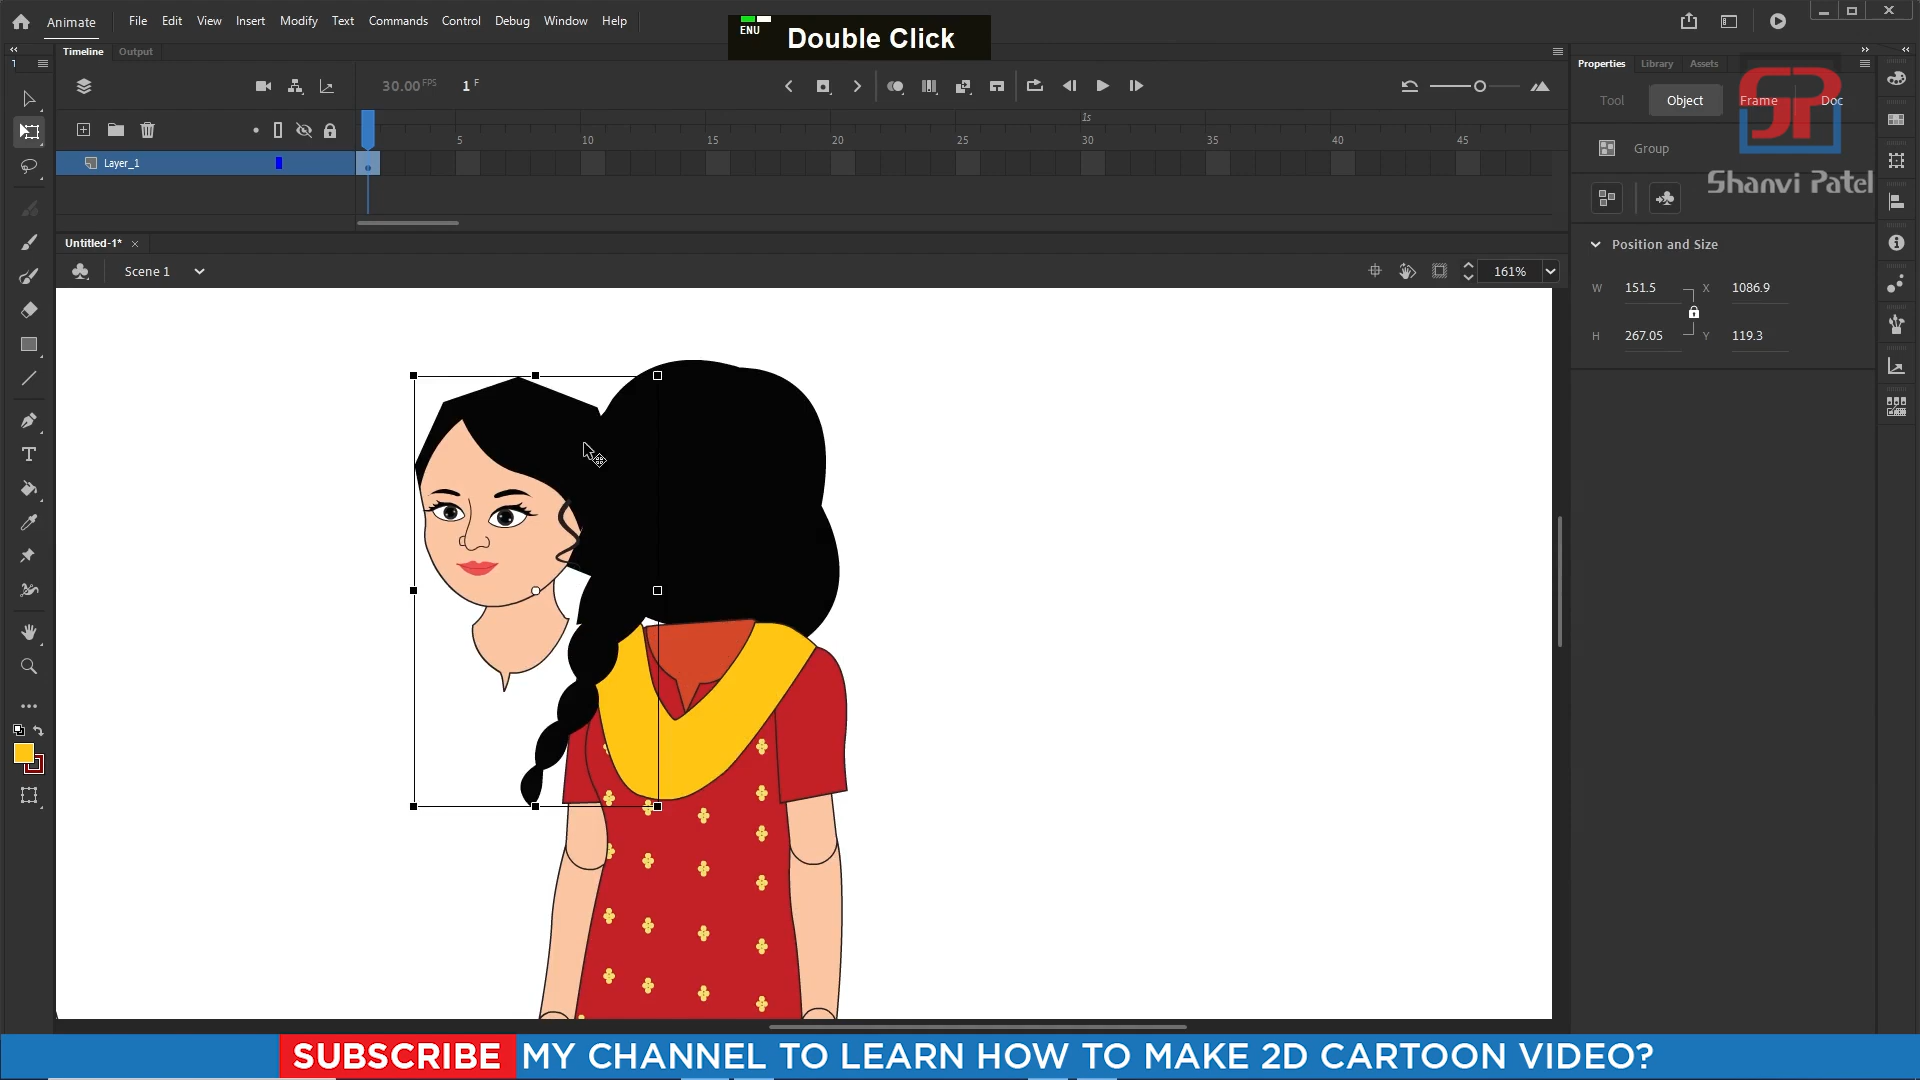 Animate
File
Edit
View
Insert
Modify
Text
Commands
Control
Debug
Window
Help
ENU
Double Click
Timeline
Output
30.00 FPS
1 F
1s
5
10
15
20
25
30
35
40
45
Layer_1
Untitled-1*
Scene 1
161%
Properties
Library
Assets
Tool
Object
Frame
Doc
Group
SP
Shanvi Patel
Position and Size
W 151.5 X 1086.9
H 267.05 Y 119.3
SUBSCRIBE MY CHANNEL TO LEARN HOW TO MAKE 2D CARTOON VIDEO?